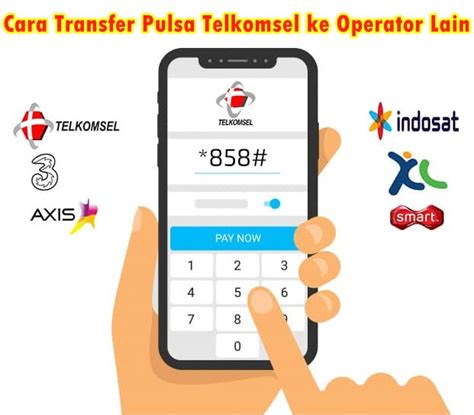 Cara Transfer Pulsa Telkomsel ke Operator Lain
TELKOMSEL
3
AXIS
*858#
PAY NOW
1 2 3
4 5 6
7 8 9
0
indosat
XL
smart.